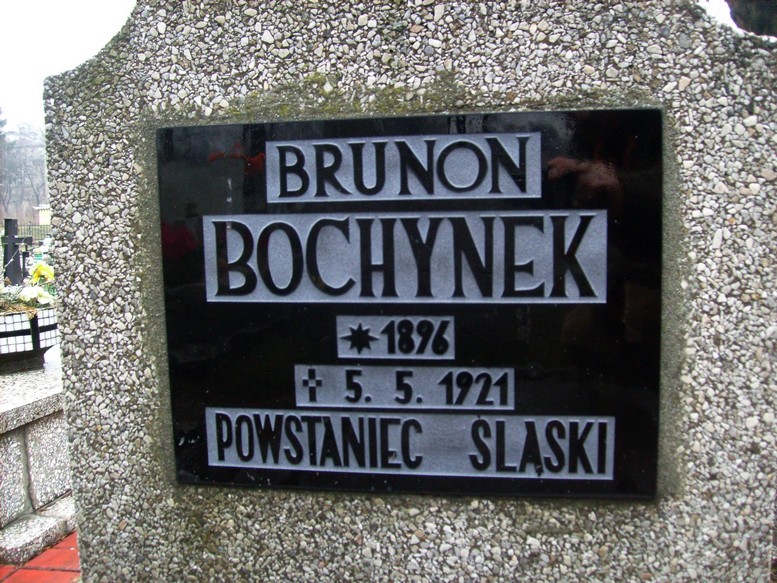 BRUNON
BOCHYNEK
✷ 1896
✝ 5. 5. 1921
POWSTANIEC ŚLĄSKI